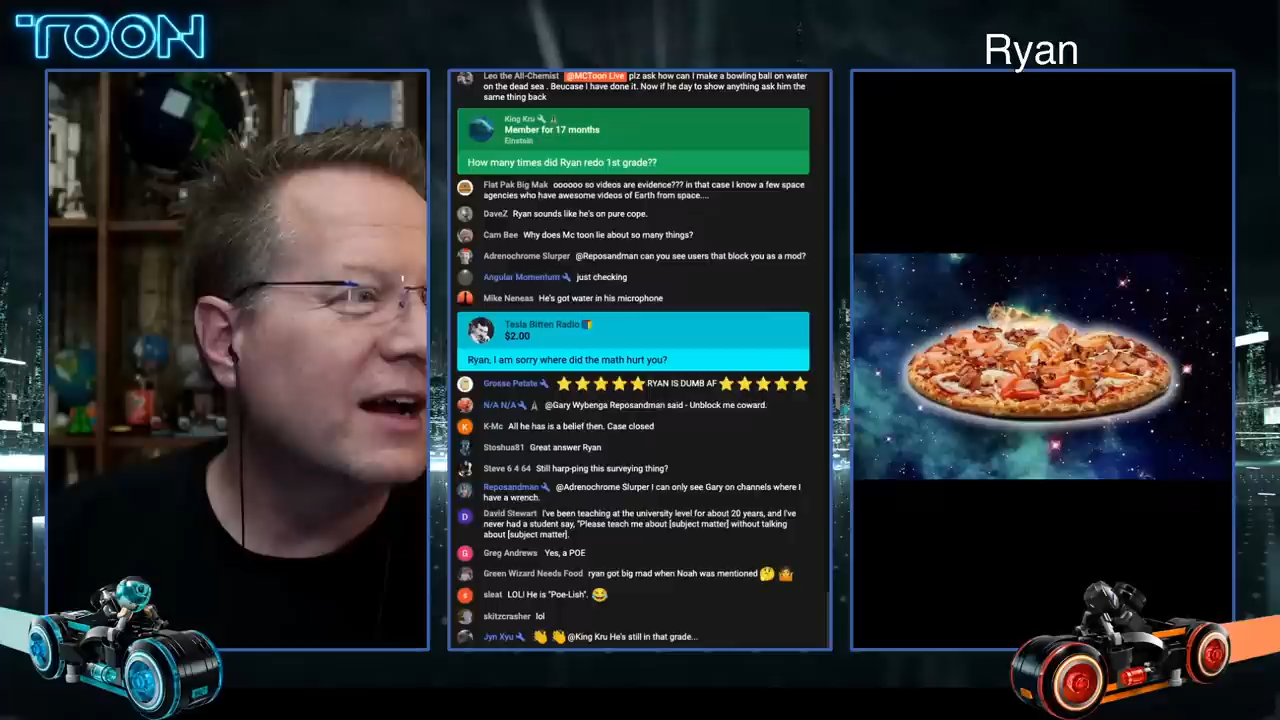 TOON
Ryan
Leo the All-Chemist @MCToon Live plz ask how can I make a bowling ball on water
on the dead sea . Beucase I have done it. Now if he day to show anything ask him the
same thing back
King Kru
Member for 17 months
Einstein
How many times did Ryan redo 1st grade??
Flat Pak Big Mak oooooo so videos are evidence??? in that case I know a few space
agencies who have awesome videos of Earth from space....
DaveZ Ryan sounds like he's on pure cope.
Cam Bee Why does Mc toon lie about so many things?
Adrenochrome Slurper @Reposandman can you see users that block you as a mod?
Angular Momentum just checking
Mike Neneas He's got water in his microphone
Tesla Bitten Radio
$2.00
Ryan, I am sorry where did the math hurt you?
Grosse Patate RYAN IS DUMB AF
N/A N/A @Gary Wybenga Reposandman said - Unblock me coward.
K-Mc All he has is a belief then. Case closed
Stoshua81 Great answer Ryan
Steve 6 4 64 Still harp-ping this surveying thing?
Reposandman @Adrenochrome Slurper I can only see Gary on channels where I
have a wrench.
David Stewart I've been teaching at the university level for about 20 years, and I've
never had a student say, "Please teach me about [subject matter] without talking
about [subject matter].
Greg Andrews Yes, a POE
Green Wizard Needs Food ryan got big mad when Noah was mentioned
sleat LOL! He is "Poe-Lish".
skitzcrasher lol
Jyn Xyu @King Kru He's still in that grade...